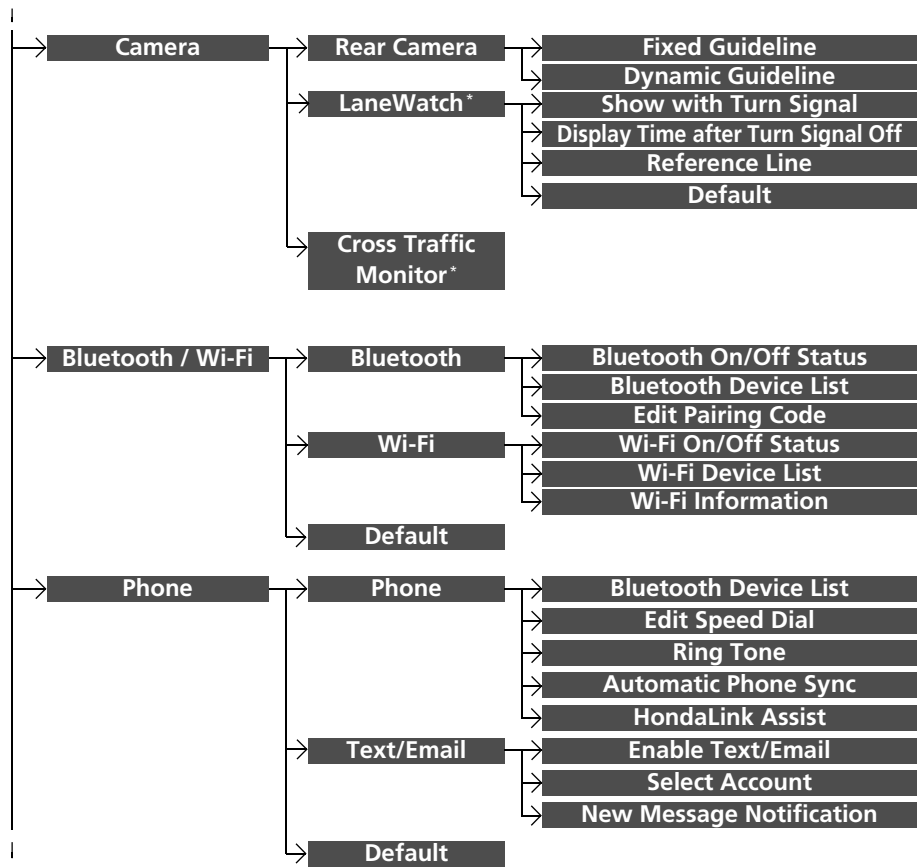 Camera
Rear Camera
Fixed Guideline
Dynamic Guideline
LaneWatch*
Show with Turn Signal
Display Time after Turn Signal Off
Reference Line
Default
Cross Traffic
Monitor*
Bluetooth / Wi-Fi
Bluetooth
Bluetooth On/Off Status
Bluetooth Device List
Edit Pairing Code
Wi-Fi
Wi-Fi On/Off Status
Wi-Fi Device List
Wi-Fi Information
Default
Phone
Phone
Bluetooth Device List
Edit Speed Dial
Ring Tone
Automatic Phone Sync
HondaLink Assist
Text/Email
Enable Text/Email
Select Account
New Message Notification
Default